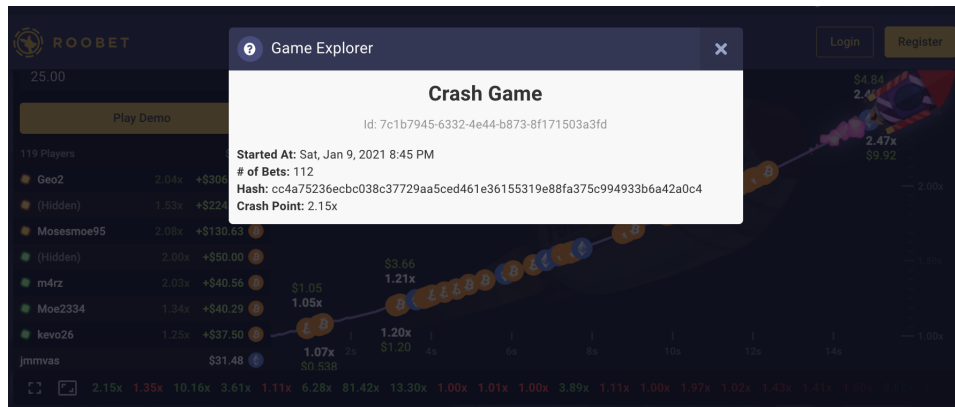 ROOBET
Game Explorer
Login
Register
Crash Game
Id: 7c1b7945-6332-4e44-b873-8f171503a3fd
Started At: Sat, Jan 9, 2021 8:45 PM
# of Bets: 112
Hash: cc4a75236ecbc038c37729aa5ced461e36155319e88fa375c994933b6a42a0c4
Crash Point: 2.15x
25.00
Play Demo
119 Players
Geo2 2.04x
(Hidden) 1.53x
Mosesmoe95 2.08x +$130.63
(Hidden) 2.00x +$50.00
m4rz 2.03x +$40.56
Moe2334 1.34x +$40.29
kevo26 1.25x +$37.50
jmmvas $31.48
$4.84
2.47x
$9.92
2.00x
$3.66
1.21x
$1.05
1.05x
1.20x
$1.20
1.07x
$0.538
1.00x
2s 4s 6s 8s 10s 12s 14s
2.15x 1.35x 10.16x 3.61x 1.11x 6.28x 81.42x 13.30x 1.00x 1.01x 1.00x 3.89x 1.11x 1.00x 1.97x 1.02x 1.43x 1.41x